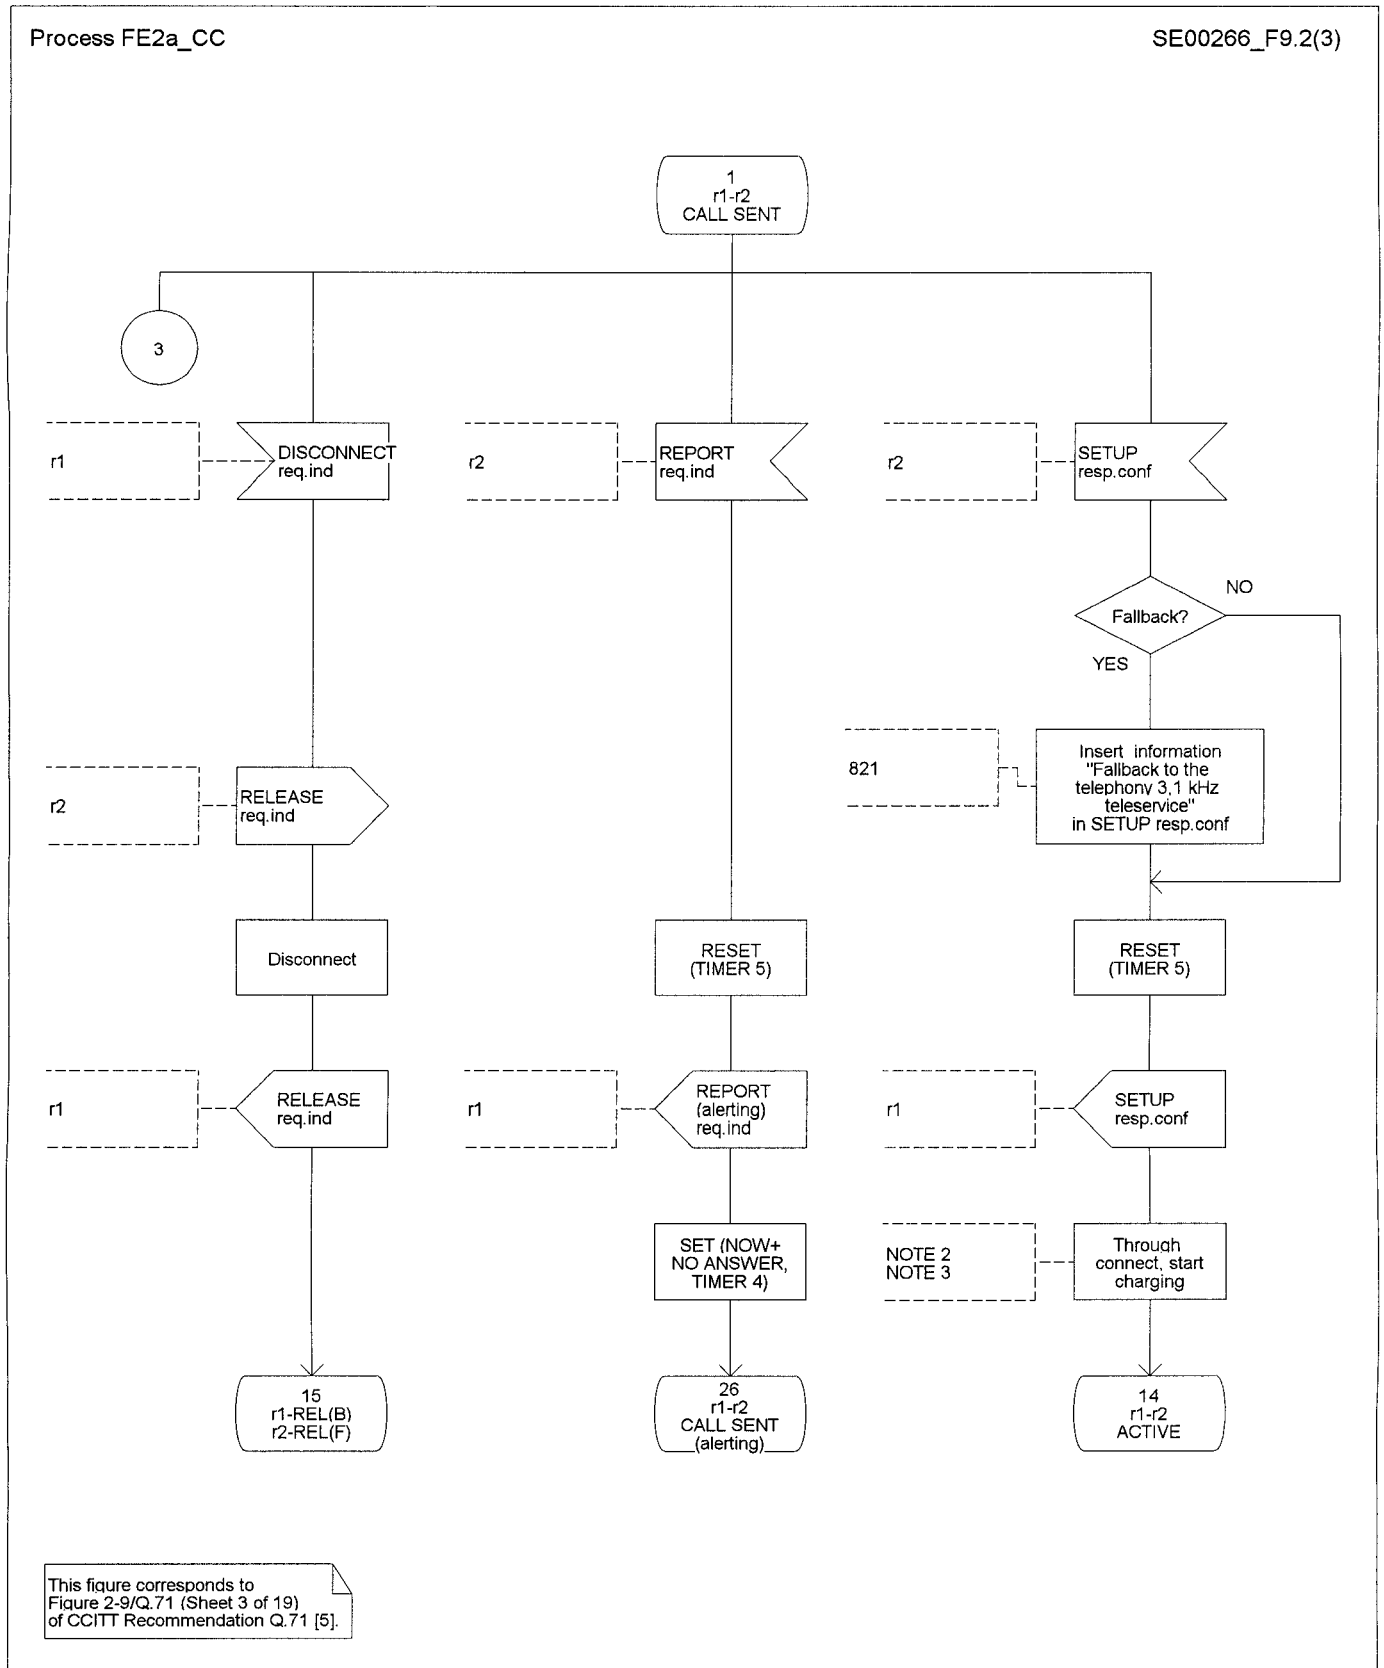 Process FE2a_CC
SE00266_F9.2(3)
1
r1-r2
CALL SENT
3
r1
DISCONNECT
req.ind
r2
REPORT
req.ind
r2
SETUP
resp.conf
Fallback?
NO
YES
821
Insert information
"Fallback to the
telephony 3,1 kHz
teleservice"
in SETUP resp.conf
r2
RELEASE
req.ind
Disconnect
RESET
(TIMER 5)
RESET
(TIMER 5)
r1
RELEASE
req.ind
r1
REPORT
(alerting)
req.ind
r1
SETUP
resp.conf
SET (NOW+
NO ANSWER,
TIMER 4)
NOTE 2
NOTE 3
Through
connect, start
charging
15
r1-REL(B)
r2-REL(F)
26
r1-r2
CALL SENT
(alerting)
14
r1-r2
ACTIVE
This figure corresponds to
Figure 2-9/Q.71 (Sheet 3 of 19)
of CCITT Recommendation Q.71 [5].